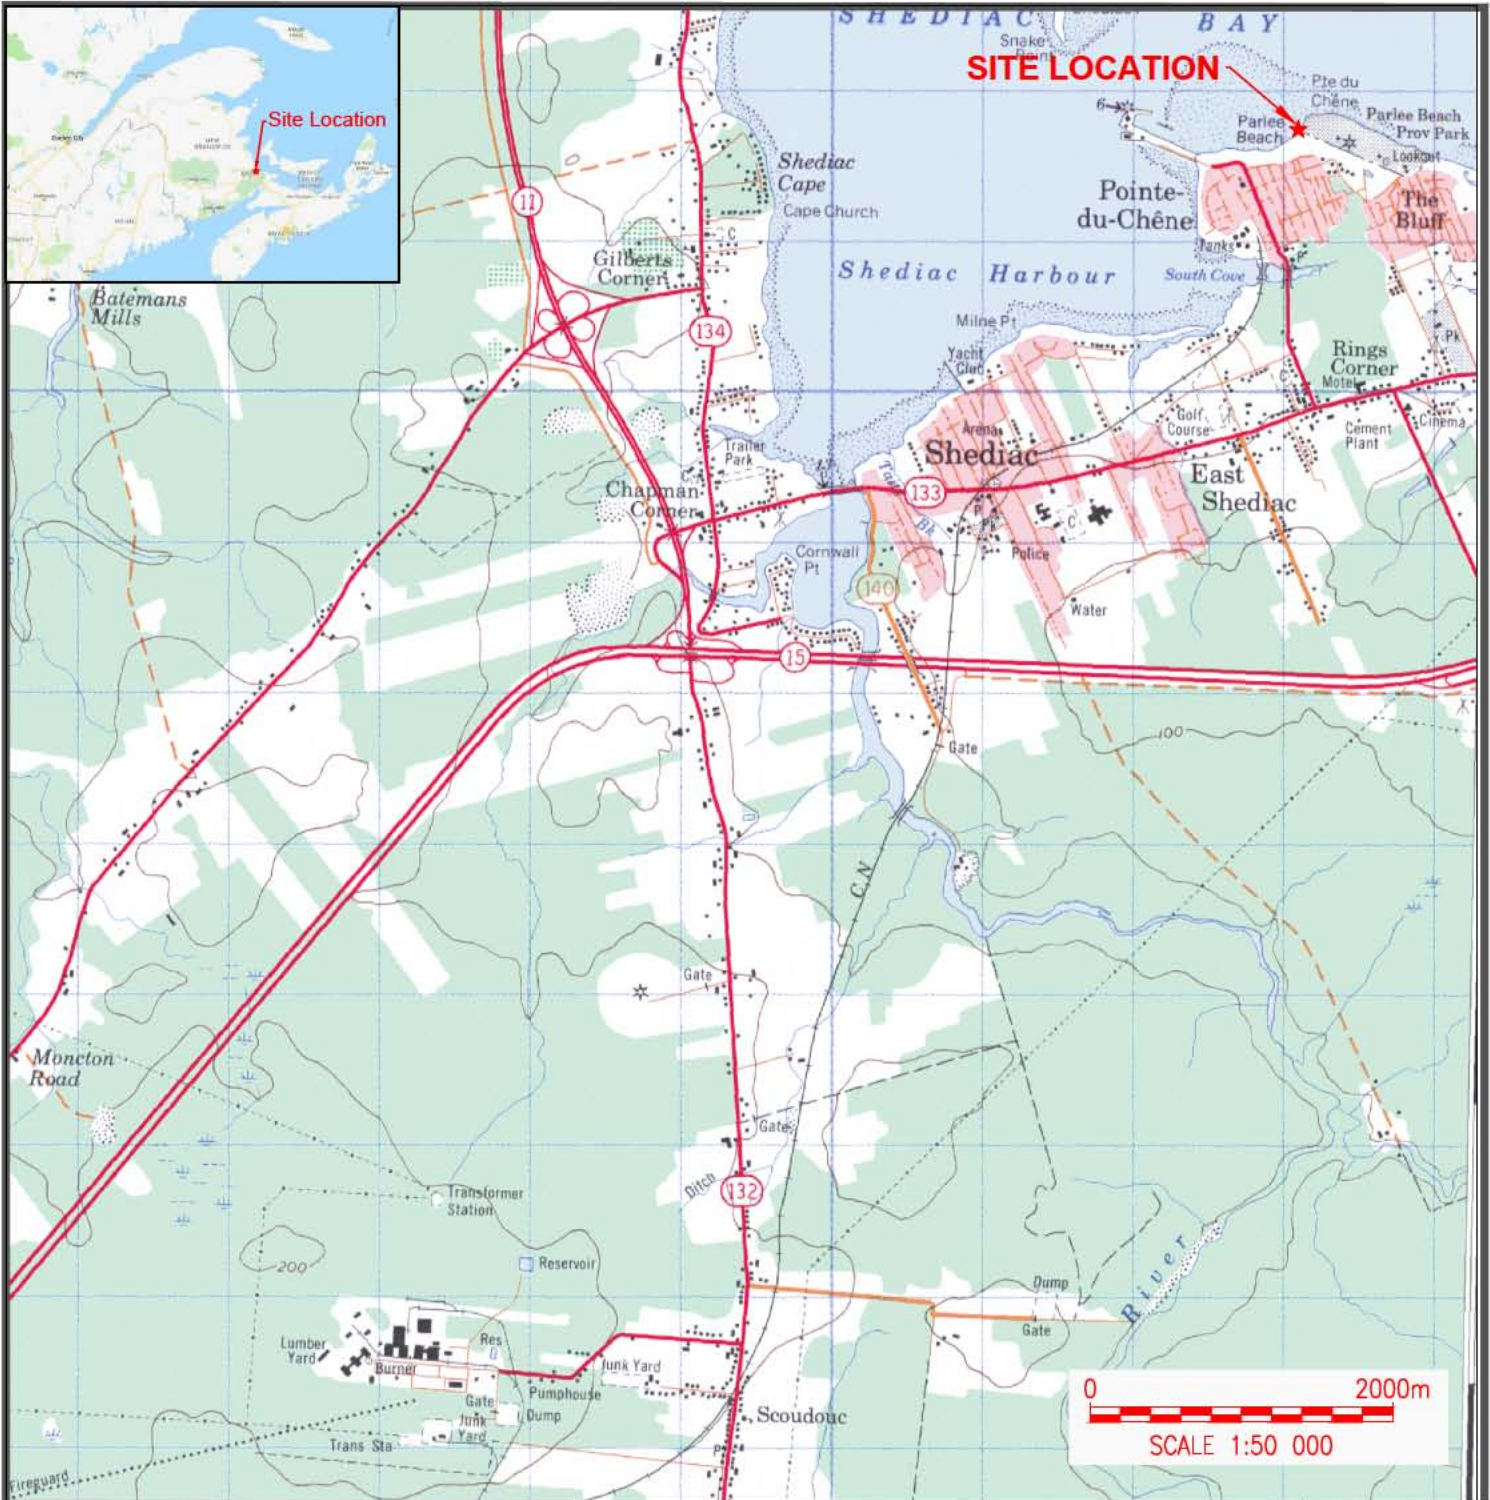 SHEDIAC
BAY
Snake
Point
SITE LOCATION
Pte du
Chêne
Parlee Beach
Prov Park
Parlee
Beach
Lookout
6
Site Location
Shediac
Cape
Cape Church
Pointe-
du-Chêne
The
Bluff
11
C
Gilberts
Corner
Tanks
P
Shediac Harbour
South Cove
Batemans
Mills
134
Milne Pt
Yacht
Club
Rings
Corner
Motel
Pk
Golf
Course
Cinema
Cement
Plant
Arena
Trailer
Park
Shediac
East
Shediac
C
Chapman
Corner
133
P
Pk
C
Police
BK
Cornwall
Pt
140
Water
15
100
Gate
C.N
Gate
Moncton
Road
Gate
Ditch
132
Transformer
Station
200
Reservoir
River
Dump
Gate
Lumber
Yard
Res
Burner
Junk Yard
Pumphouse
Gate
Dump
Junk
Yard
Trans Sta
Scoudouc
P
Fireguard
0 2000m
SCALE 1:50 000